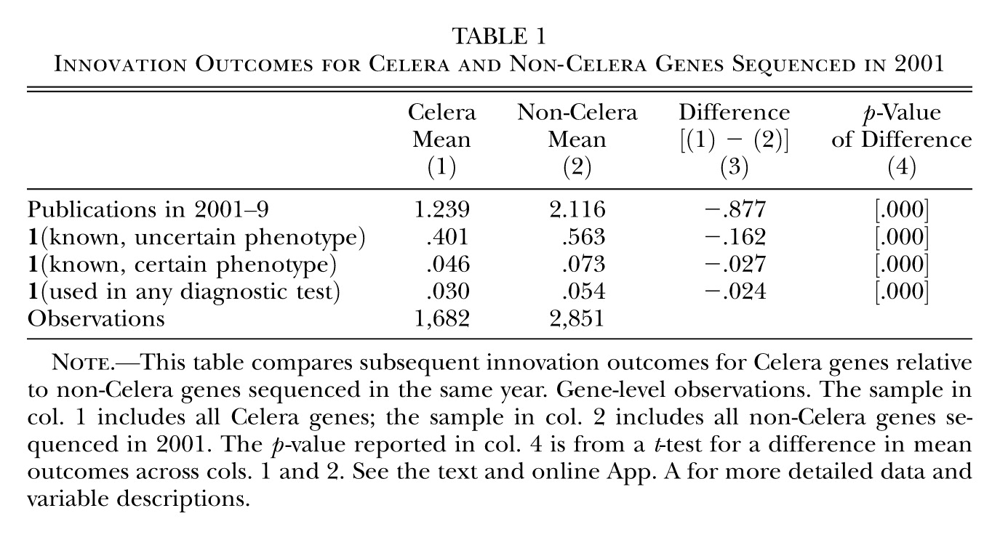 TABLE 1
Innovation Outcomes for Celera and Non-Celera Genes Sequenced in 2001
Celera Mean (1) Non-Celera Mean (2) Difference [(1) − (2)] (3) p-Value of Difference (4)
Publications in 2001–9 1.239 2.116 −.877 [.000]
1(known, uncertain phenotype) .401 .563 −.162 [.000]
1(known, certain phenotype) .046 .073 −.027 [.000]
1(used in any diagnostic test) .030 .054 −.024 [.000]
Observations 1,682 2,851
Note.—This table compares subsequent innovation outcomes for Celera genes relative
to non-Celera genes sequenced in the same year. Gene-level observations. The sample in
col. 1 includes all Celera genes; the sample in col. 2 includes all non-Celera genes se-
quenced in 2001. The p-value reported in col. 4 is from a t-test for a difference in mean
outcomes across cols. 1 and 2. See the text and online App. A for more detailed data and
variable descriptions.